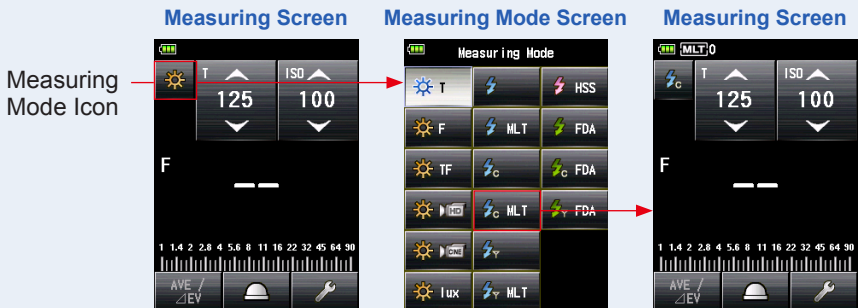 Measuring Screen
Measuring Mode Screen
Measuring Screen
Measuring
Mode Icon
T
125
ISO
100
F
1 1.4 2 2.8 4 5.6 8 11 16 22 32 45 64 90
AVE /
⊿EV
Measuring Mode
T
HSS
F
MLT
FDA
TF
C
C FDA
HD
C MLT
Y FDA
CINE
Y
lux
Y MLT
MLT 0
C
T
125
ISO
100
F
1 1.4 2 2.8 4 5.6 8 11 16 22 32 45 64 90
AVE /
⊿EV